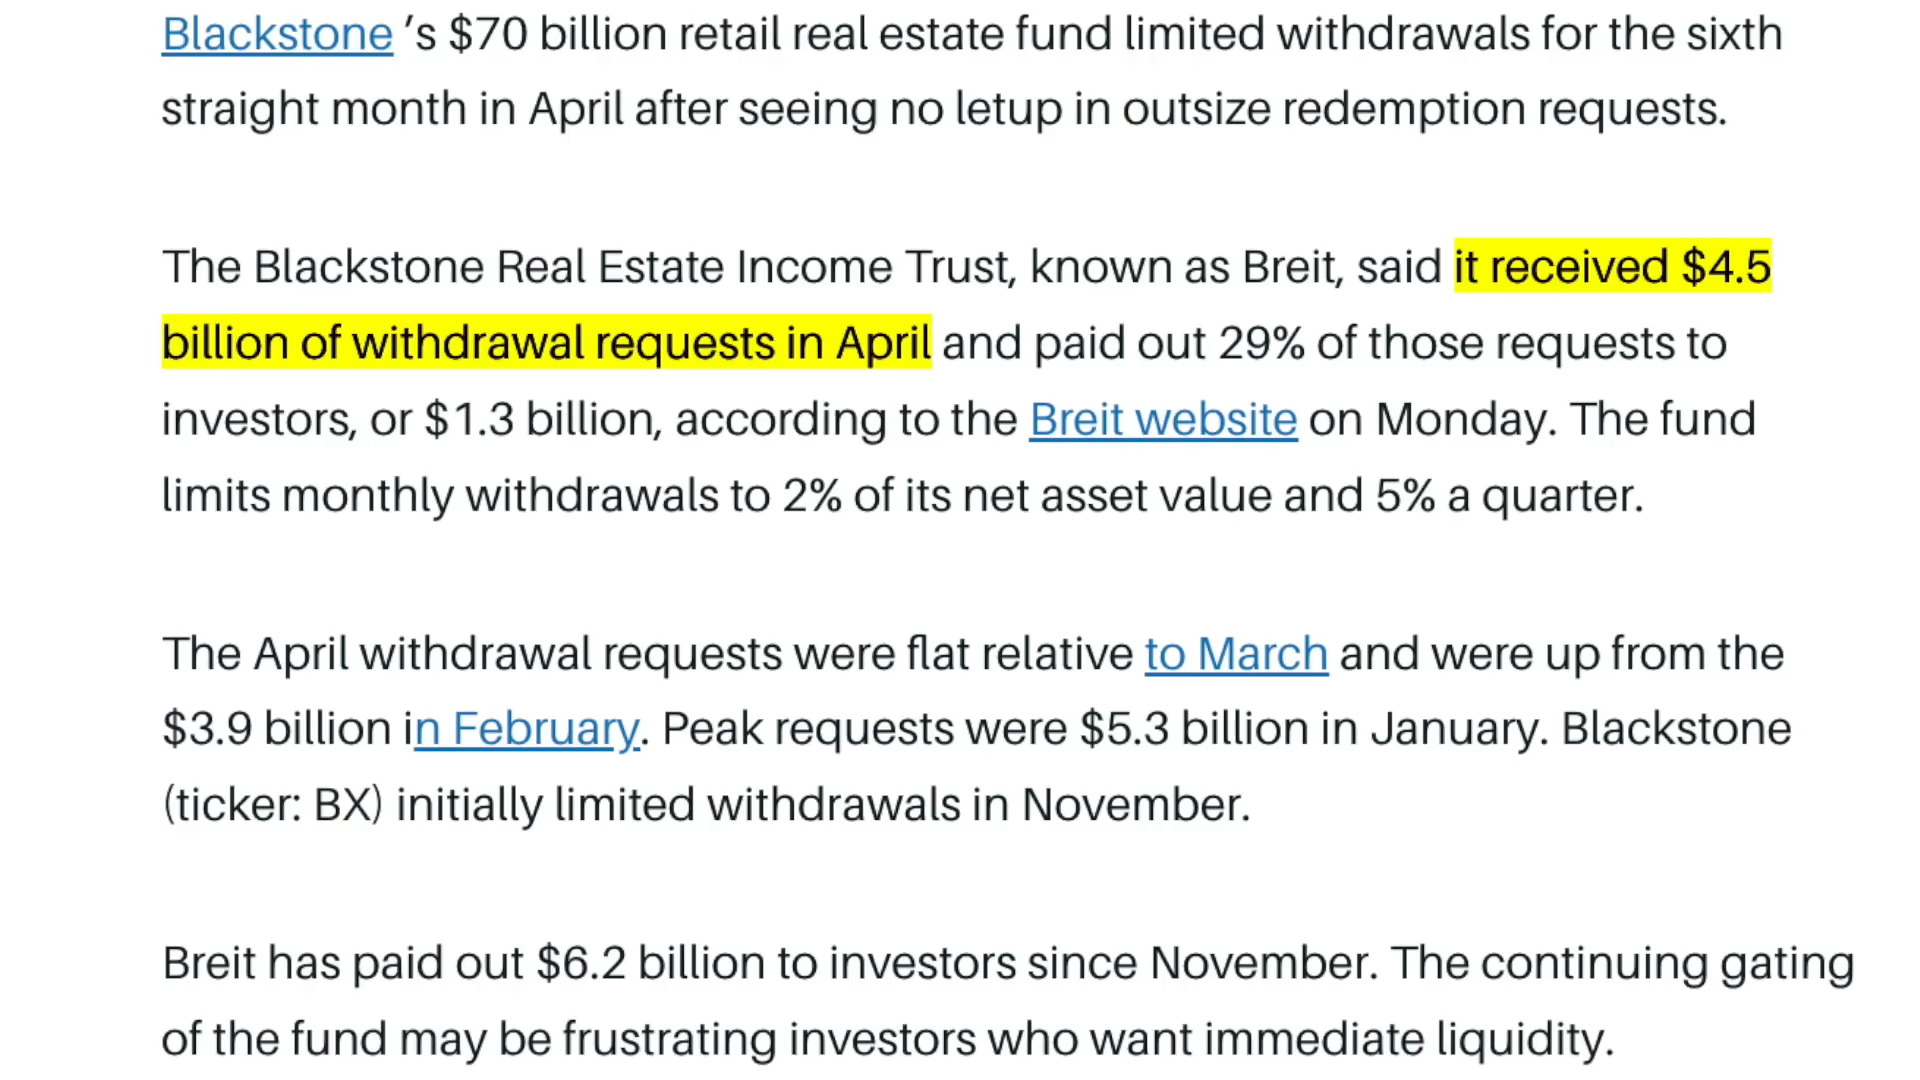 Blackstone ’s $70 billion retail real estate fund limited withdrawals for the sixth
straight month in April after seeing no letup in outsize redemption requests.
The Blackstone Real Estate Income Trust, known as Breit, said it received $4.5
billion of withdrawal requests in April and paid out 29% of those requests to
investors, or $1.3 billion, according to the Breit website on Monday. The fund
limits monthly withdrawals to 2% of its net asset value and 5% a quarter.
The April withdrawal requests were flat relative to March and were up from the
$3.9 billion in February. Peak requests were $5.3 billion in January. Blackstone
(ticker: BX) initially limited withdrawals in November.
Breit has paid out $6.2 billion to investors since November. The continuing gating
of the fund may be frustrating investors who want immediate liquidity.